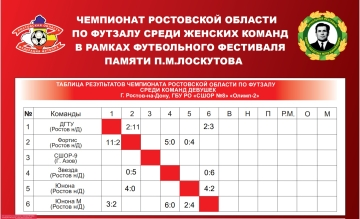 ЧЕМПИОНАТ РОСТОВСКОЙ ОБЛАСТИ
ПО ФУТЗАЛУ СРЕДИ ЖЕНСКИХ КОМАНД
В РАМКАХ ФУТБОЛЬНОГО ФЕСТИВАЛЯ
ПАМЯТИ П.М.ЛОСКУТОВА
ТАБЛИЦА РЕЗУЛЬТАТОВ ЧЕМПИОНАТА РОСТОВСКОЙ ОБЛАСТИ ПО ФУТЗАЛУ
СРЕДИ КОМАНД ДЕВУШЕК
Г. Ростов-на-Дону, ГБУ РО «СШОР №8» «Олимп-2»
№ Команды 1 2 3 4 5 6 Р.М. О М
1 ДГТУ (Ростов н/Д) 2:11 2:3
2 Фортис (Ростов н/Д) 11:2 5:0 0:4
3 СШОР-9 (Г. Азов)
4 Звезда (Ростов н/Д) 0:5 0:6
5 Юнона (Ростов н/Д) 4:0 4:2
6 Юнона М (Ростов н/Д) 3:2 6:0 2:4